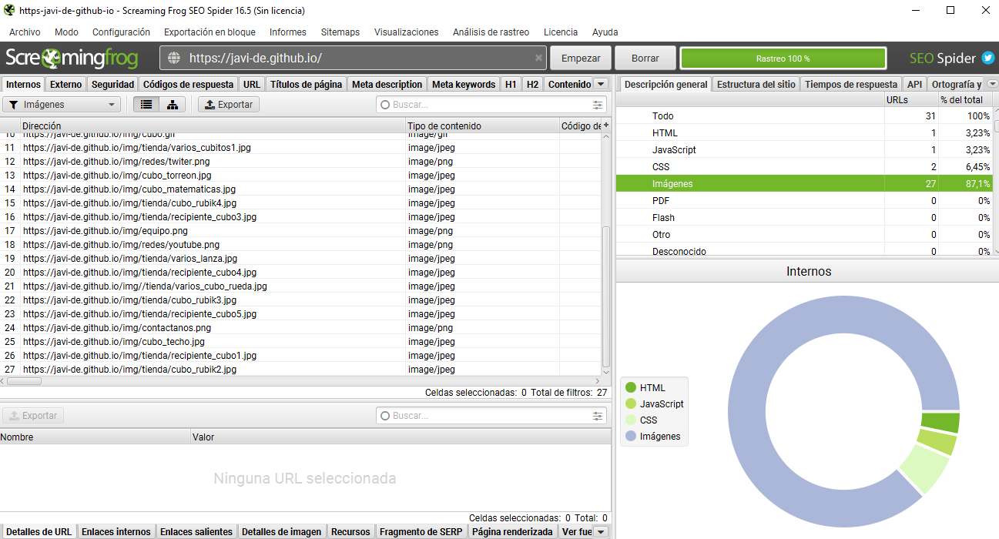 https-javi-de-github-io - Screaming Frog SEO Spider 16.5 (Sin licencia)
Archivo Modo Configuración Exportación en bloque Informes Sitemaps Visualizaciones Análisis de rastreo Licencia Ayuda
Screamingfrog https://javi-de.github.io/ Empezar Borrar Rastreo 100 % SEO Spider
Internos Externo Seguridad Códigos de respuesta URL Títulos de página Meta description Meta keywords H1 H2 Contenido
Imágenes Exportar Buscar...
Dirección Tipo de contenido Código de
10 https://javi-de.github.io/img/cubo.gif image/gif
11 https://javi-de.github.io/img/tienda/varios_cubitos1.jpg image/jpeg
12 https://javi-de.github.io/img/redes/twiter.png image/png
13 https://javi-de.github.io/img/cubo_torreon.jpg image/jpeg
14 https://javi-de.github.io/img/cubo_matematicas.jpg image/jpeg
15 https://javi-de.github.io/img/tienda/cubo_rubik4.jpg image/jpeg
16 https://javi-de.github.io/img/tienda/recipiente_cubo3.jpg image/jpeg
17 https://javi-de.github.io/img/equipo.png image/png
18 https://javi-de.github.io/img/redes/youtube.png image/png
19 https://javi-de.github.io/img/tienda/varios_lanza.jpg image/jpeg
20 https://javi-de.github.io/img/tienda/recipiente_cubo4.jpg image/jpeg
21 https://javi-de.github.io/img//tienda/varios_cubo_rueda.jpg image/jpeg
22 https://javi-de.github.io/img/tienda/cubo_rubik3.jpg image/jpeg
23 https://javi-de.github.io/img/tienda/recipiente_cubo5.jpg image/jpeg
24 https://javi-de.github.io/img/contactanos.png image/png
25 https://javi-de.github.io/img/cubo_techo.jpg image/jpeg
26 https://javi-de.github.io/img/tienda/recipiente_cubo1.jpg image/jpeg
27 https://javi-de.github.io/img/tienda/cubo_rubik2.jpg image/jpeg
Celdas seleccionadas: 0 Total de filtros: 27
Exportar Buscar...
Nombre Valor
Ninguna URL seleccionada
Celdas seleccionadas: 0 Total: 0
Detalles de URL Enlaces internos Enlaces salientes Detalles de imagen Recursos Fragmento de SERP Página renderizada Ver fue
Descripción general Estructura del sitio Tiempos de respuesta API Ortografía y
URLs % del total
Todo 31 100%
HTML 1 3,23%
JavaScript 1 3,23%
CSS 2 6,45%
Imágenes 27 87,1%
PDF 0 0%
Flash 0 0%
Otro 0 0%
Desconocido 0 0%
Internos
HTML
JavaScript
CSS
Imágenes